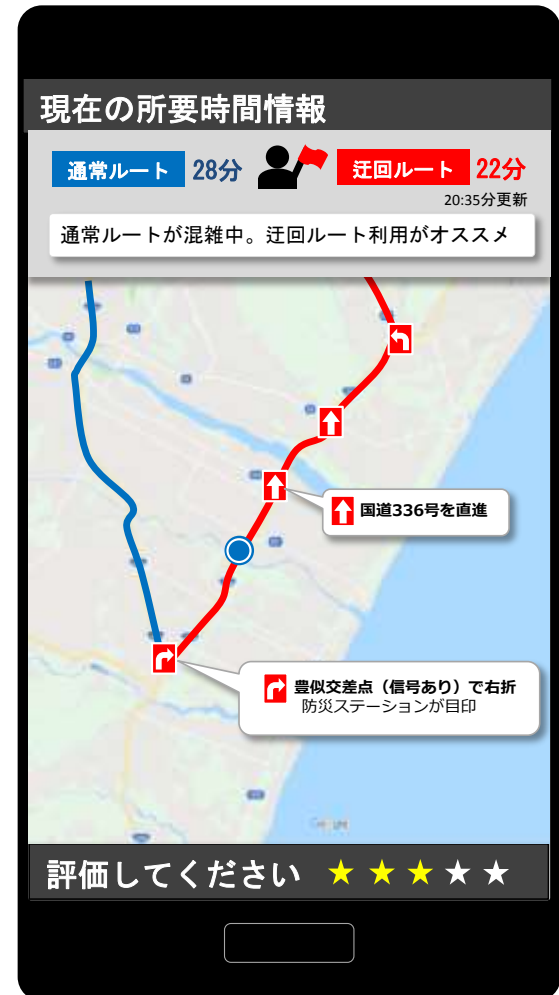 現在の所要時間情報
通常ルート 28分 迂回ルート 22分
20:35分更新
通常ルートが混雑中。迂回ルート利用がオススメ
国道336号を直進
豊似交差点（信号あり）で右折
防災ステーションが目印
評価してください ★ ★ ★ ★ ★